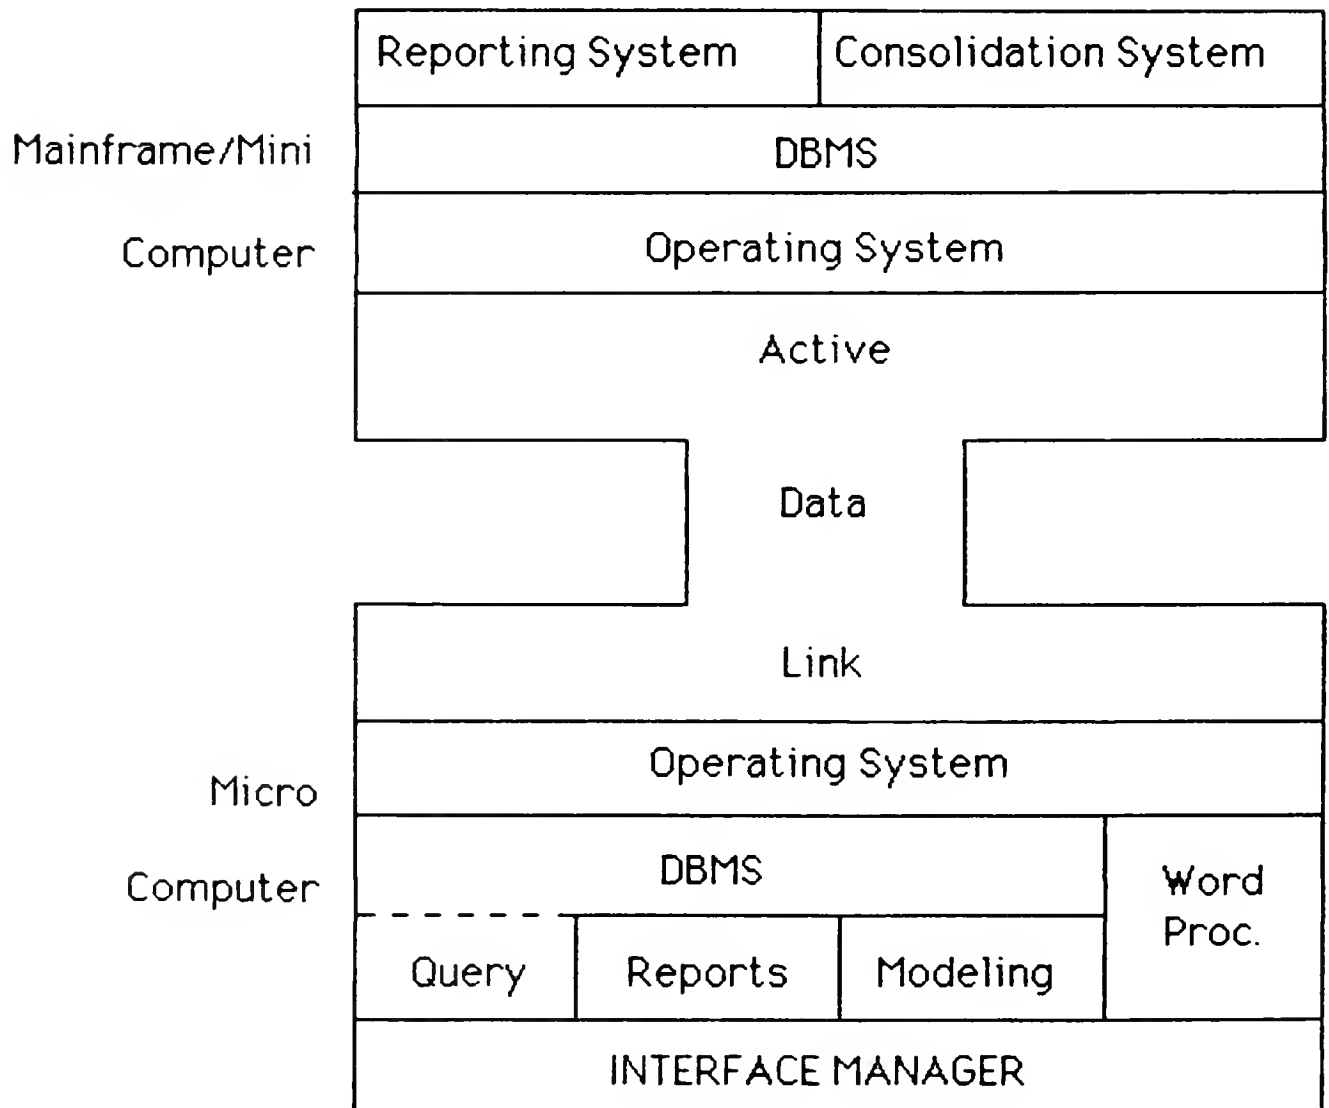 Reporting System
Consolidation System
Mainframe/Mini
DBMS
Computer
Operating System
Active
Data
Link
Operating System
Micro
DBMS
Computer
Word
Proc.
Query
Reports
Modeling
INTERFACE MANAGER